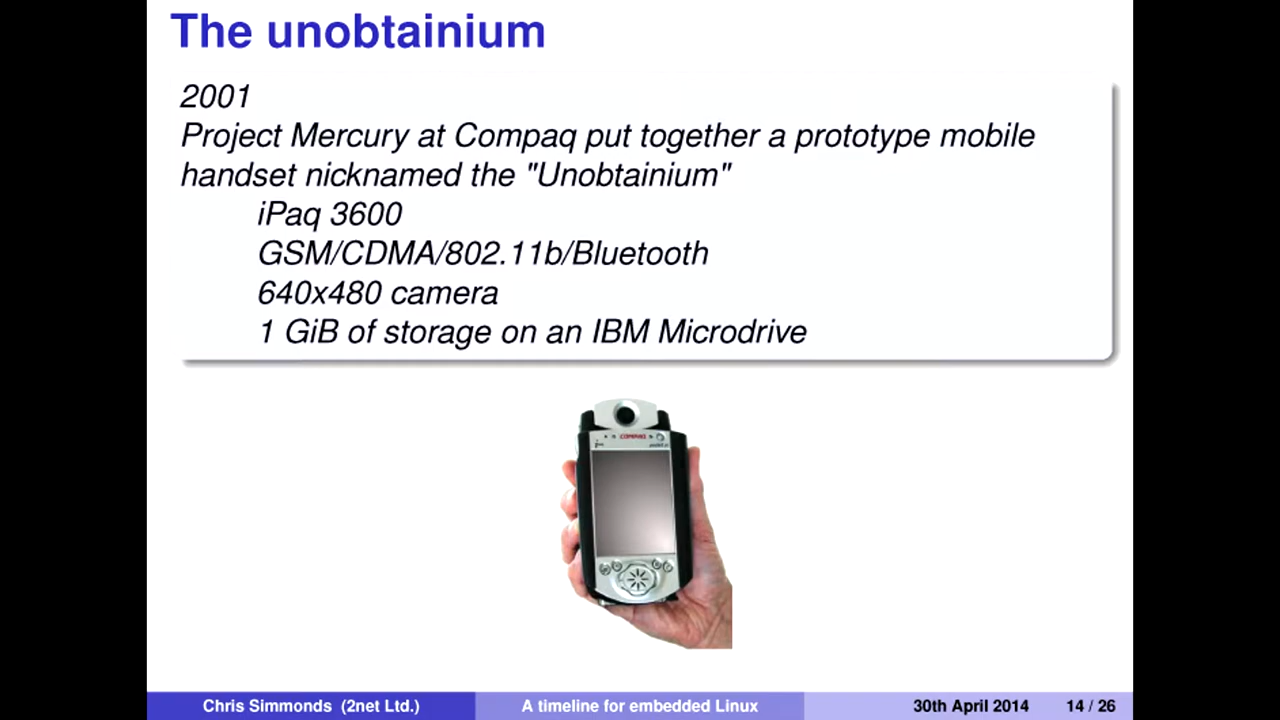 The unobtainium
2001
Project Mercury at Compaq put together a prototype mobile
handset nicknamed the "Unobtainium"
iPaq 3600
GSM/CDMA/802.11b/Bluetooth
640x480 camera
1 GiB of storage on an IBM Microdrive
COMPAQ
Chris Simmonds (2net Ltd.) A timeline for embedded Linux 30th April 2014 14 / 26